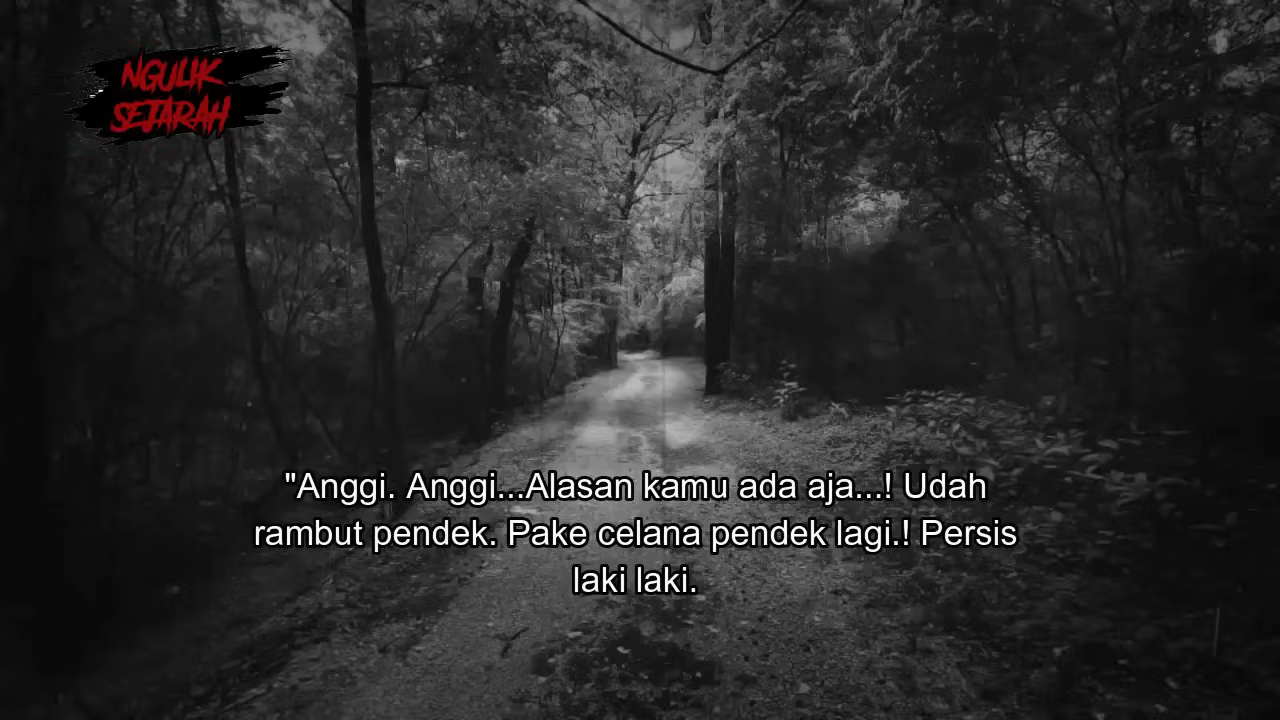 NGULIK
SEJARAH
"Anggi. Anggi...Alasan kamu ada aja...! Udah
rambut pendek. Pake celana pendek lagi.! Persis
laki laki.